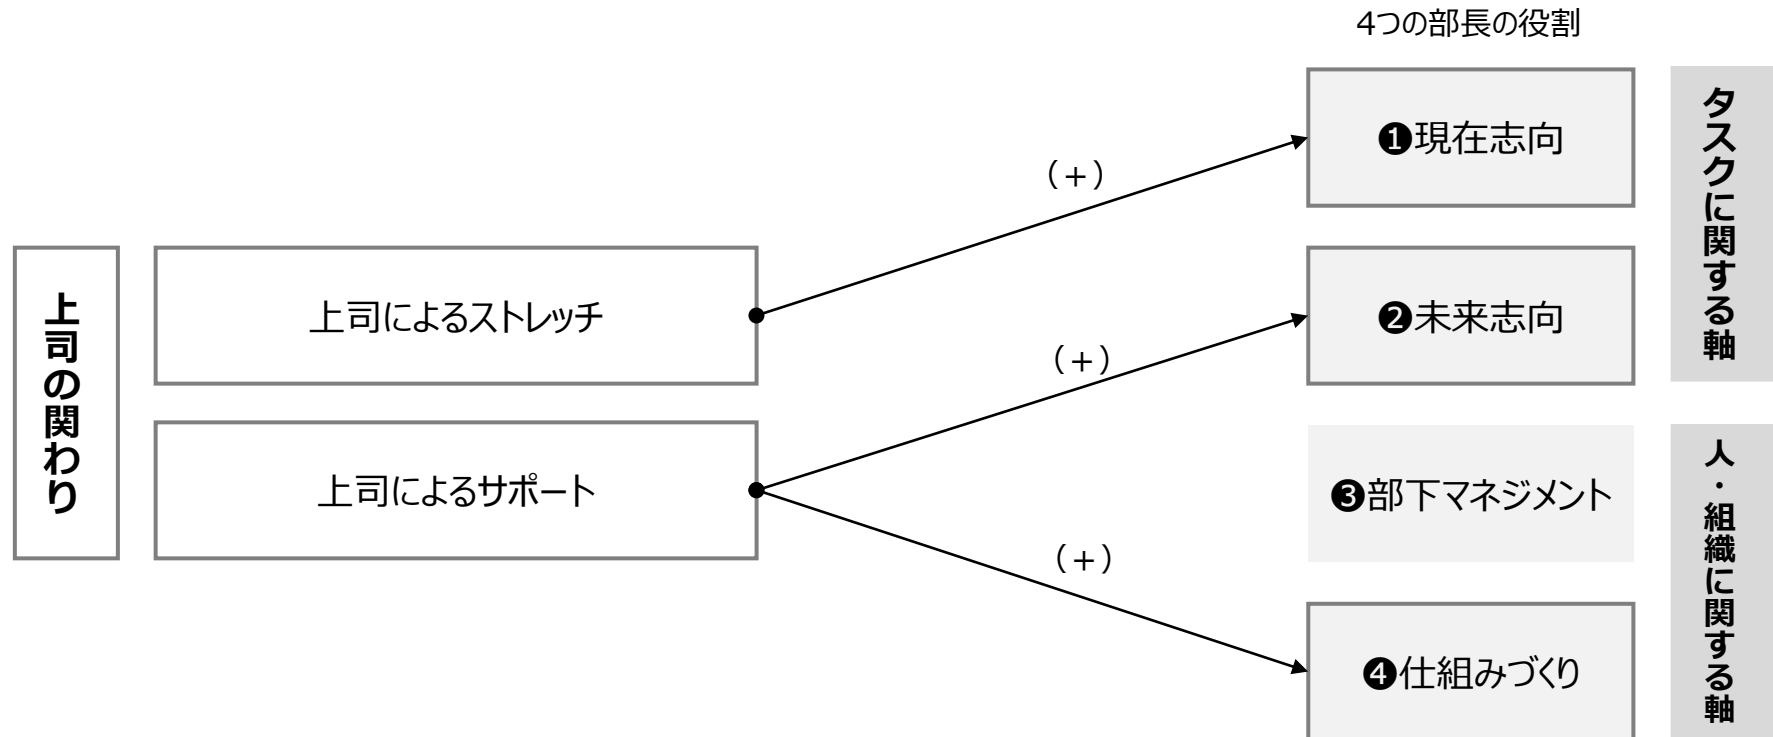 4つの部長の役割
❶現在志向
タスクに関する軸
(+)
上司の関わり
上司によるストレッチ
❷未来志向
(+)
上司によるサポート
❸部下マネジメント
人・組織に関する軸
(+)
❹仕組みづくり